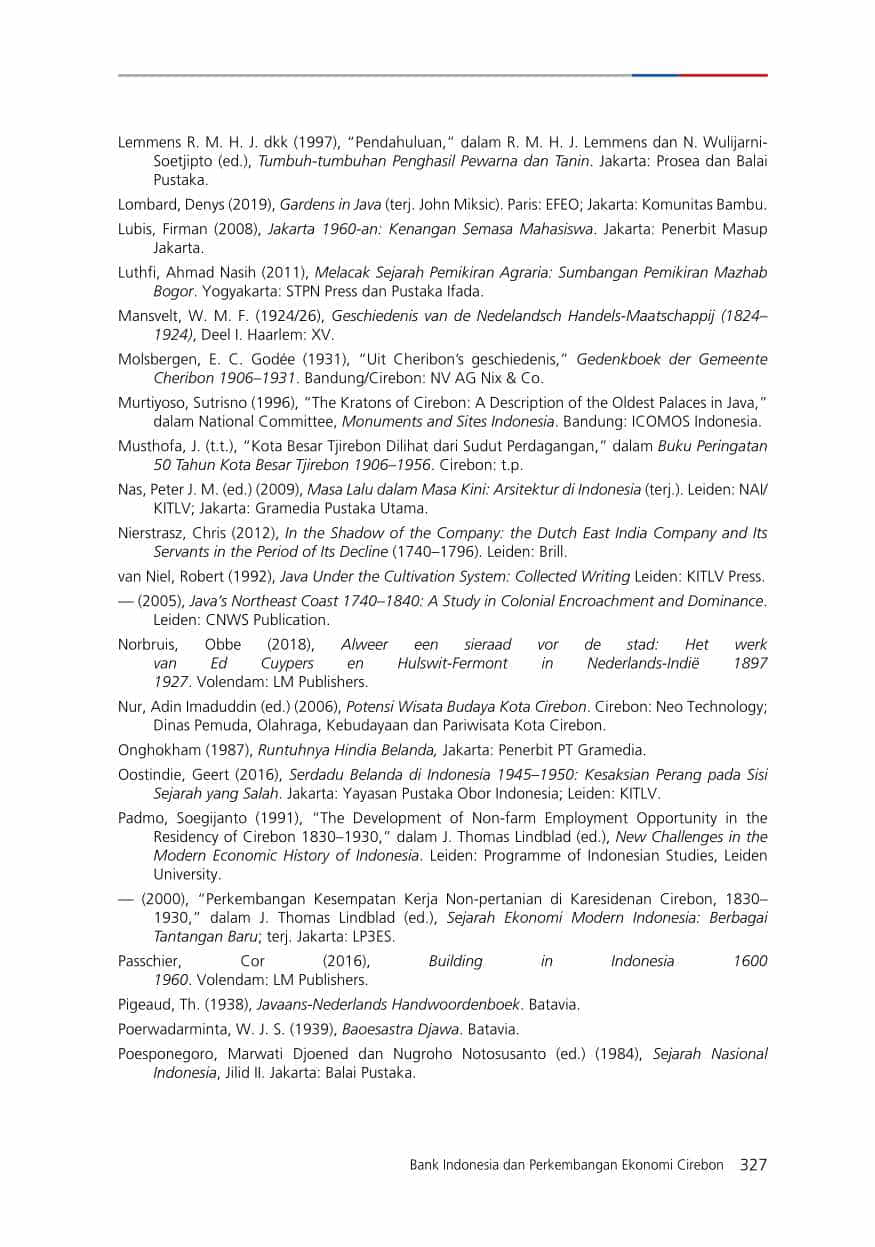 Lemmens R. M. H. J. dkk (1997), “Pendahuluan,” dalam R. M. H. J. Lemmens dan N. Wulijarni-
Soetjipto (ed.), Tumbuh-tumbuhan Penghasil Pewarna dan Tanin. Jakarta: Prosea dan Balai
Pustaka.
Lombard, Denys (2019), Gardens in Java (terj. John Miksic). Paris: EFEO; Jakarta: Komunitas Bambu.
Lubis, Firman (2008), Jakarta 1960-an: Kenangan Semasa Mahasiswa. Jakarta: Penerbit Masup
Jakarta.
Luthfi, Ahmad Nasih (2011), Melacak Sejarah Pemikiran Agraria: Sumbangan Pemikiran Mazhab
Bogor. Yogyakarta: STPN Press dan Pustaka Ifada.
Mansvelt, W. M. F. (1924/26), Geschiedenis van de Nedelandsch Handels-Maatschappij (1824–
1924), Deel I. Haarlem: XV.
Molsbergen, E. C. Godée (1931), “Uit Cheribon’s geschiedenis,” Gedenkboek der Gemeente
Cheribon 1906–1931. Bandung/Cirebon: NV AG Nix & Co.
Murtiyoso, Sutrisno (1996), “The Kratons of Cirebon: A Description of the Oldest Palaces in Java,”
dalam National Committee, Monuments and Sites Indonesia. Bandung: ICOMOS Indonesia.
Musthofa, J. (t.t.), “Kota Besar Tjirebon Dilihat dari Sudut Perdagangan,” dalam Buku Peringatan
50 Tahun Kota Besar Tjirebon 1906–1956. Cirebon: t.p.
Nas, Peter J. M. (ed.) (2009), Masa Lalu dalam Masa Kini: Arsitektur di Indonesia (terj.). Leiden: NAI/
KITLV; Jakarta: Gramedia Pustaka Utama.
Nierstrasz, Chris (2012), In the Shadow of the Company: the Dutch East India Company and Its
Servants in the Period of Its Decline (1740–1796). Leiden: Brill.
van Niel, Robert (1992), Java Under the Cultivation System: Collected Writing Leiden: KITLV Press.
— (2005), Java’s Northeast Coast 1740–1840: A Study in Colonial Encroachment and Dominance.
Leiden: CNWS Publication.
Norbruis, Obbe (2018), Alweer een sieraad vor de stad: Het werk
van Ed Cuypers en Hulswit-Fermont in Nederlands-Indië 1897
1927. Volendam: LM Publishers.
Nur, Adin Imaduddin (ed.) (2006), Potensi Wisata Budaya Kota Cirebon. Cirebon: Neo Technology;
Dinas Pemuda, Olahraga, Kebudayaan dan Pariwisata Kota Cirebon.
Onghokham (1987), Runtuhnya Hindia Belanda, Jakarta: Penerbit PT Gramedia.
Oostindie, Geert (2016), Serdadu Belanda di Indonesia 1945–1950: Kesaksian Perang pada Sisi
Sejarah yang Salah. Jakarta: Yayasan Pustaka Obor Indonesia; Leiden: KITLV.
Padmo, Soegijanto (1991), “The Development of Non-farm Employment Opportunity in the
Residency of Cirebon 1830–1930,” dalam J. Thomas Lindblad (ed.), New Challenges in the
Modern Economic History of Indonesia. Leiden: Programme of Indonesian Studies, Leiden
University.
— (2000), “Perkembangan Kesempatan Kerja Non-pertanian di Karesidenan Cirebon, 1830–
1930,” dalam J. Thomas Lindblad (ed.), Sejarah Ekonomi Modern Indonesia: Berbagai
Tantangan Baru; terj. Jakarta: LP3ES.
Passchier, Cor (2016), Building in Indonesia 1600
1960. Volendam: LM Publishers.
Pigeaud, Th. (1938), Javaans-Nederlands Handwoordenboek. Batavia.
Poerwadarminta, W. J. S. (1939), Baoesastra Djawa. Batavia.
Poesponegoro, Marwati Djoened dan Nugroho Notosusanto (ed.) (1984), Sejarah Nasional
Indonesia, Jilid II. Jakarta: Balai Pustaka.
Bank Indonesia dan Perkembangan Ekonomi Cirebon 327